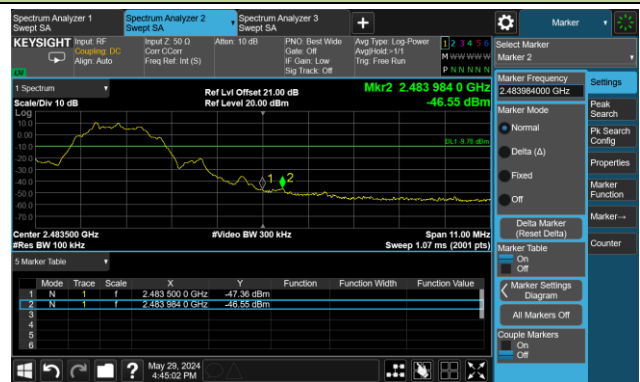 Spectrum Analyzer 1
Swept SA
Spectrum Analyzer 2
Swept SA
Spectrum Analyzer 3
Swept SA
Marker
KEYSIGHT
Input: RF
Coupling: DC
Align: Auto
Input Z: 50 Ω
Corr CCorr
Freq Ref: Int (S)
Atten: 10 dB
PNO: Best Wide
Gate: Off
IF Gain: Low
Sig Track: Off
Avg Type: Log-Power
Avg|Hold:>1/1
Trig: Free Run
1 2 3 4 5 6
M W W W W W
P N N N N N
Select Marker
Marker 2
1 Spectrum
Scale/Div 10 dB
Log
Ref Lvl Offset 21.00 dB
Ref Level 20.00 dBm
Mkr2 2.483 984 0 GHz
-46.55 dBm
10.0
0.00
-10.0
-20.0
-30.0
-40.0
-50.0
-60.0
-70.0
DL1 -9.78 dBm
1
2
Center 2.483500 GHz
#Res BW 100 kHz
#Video BW 300 kHz
Span 11.00 MHz
Sweep 1.07 ms (2001 pts)
5 Marker Table
Mode Trace Scale X Y Function Function Width Function Value
1 N 1 f 2.483 500 0 GHz -47.36 dBm
2 N 1 f 2.483 984 0 GHz -46.55 dBm
3
4
5
6
Marker Frequency
2.483984000 GHz
Marker Mode
Normal
Delta (Δ)
Fixed
Off
Delta Marker
(Reset Delta)
Marker Table
On
Off
Marker Settings
Diagram
All Markers Off
Couple Markers
On
Off
Settings
Peak
Search
Pk Search
Config
Properties
Marker
Function
Marker→
Counter
May 29, 2024
4:45:02 PM